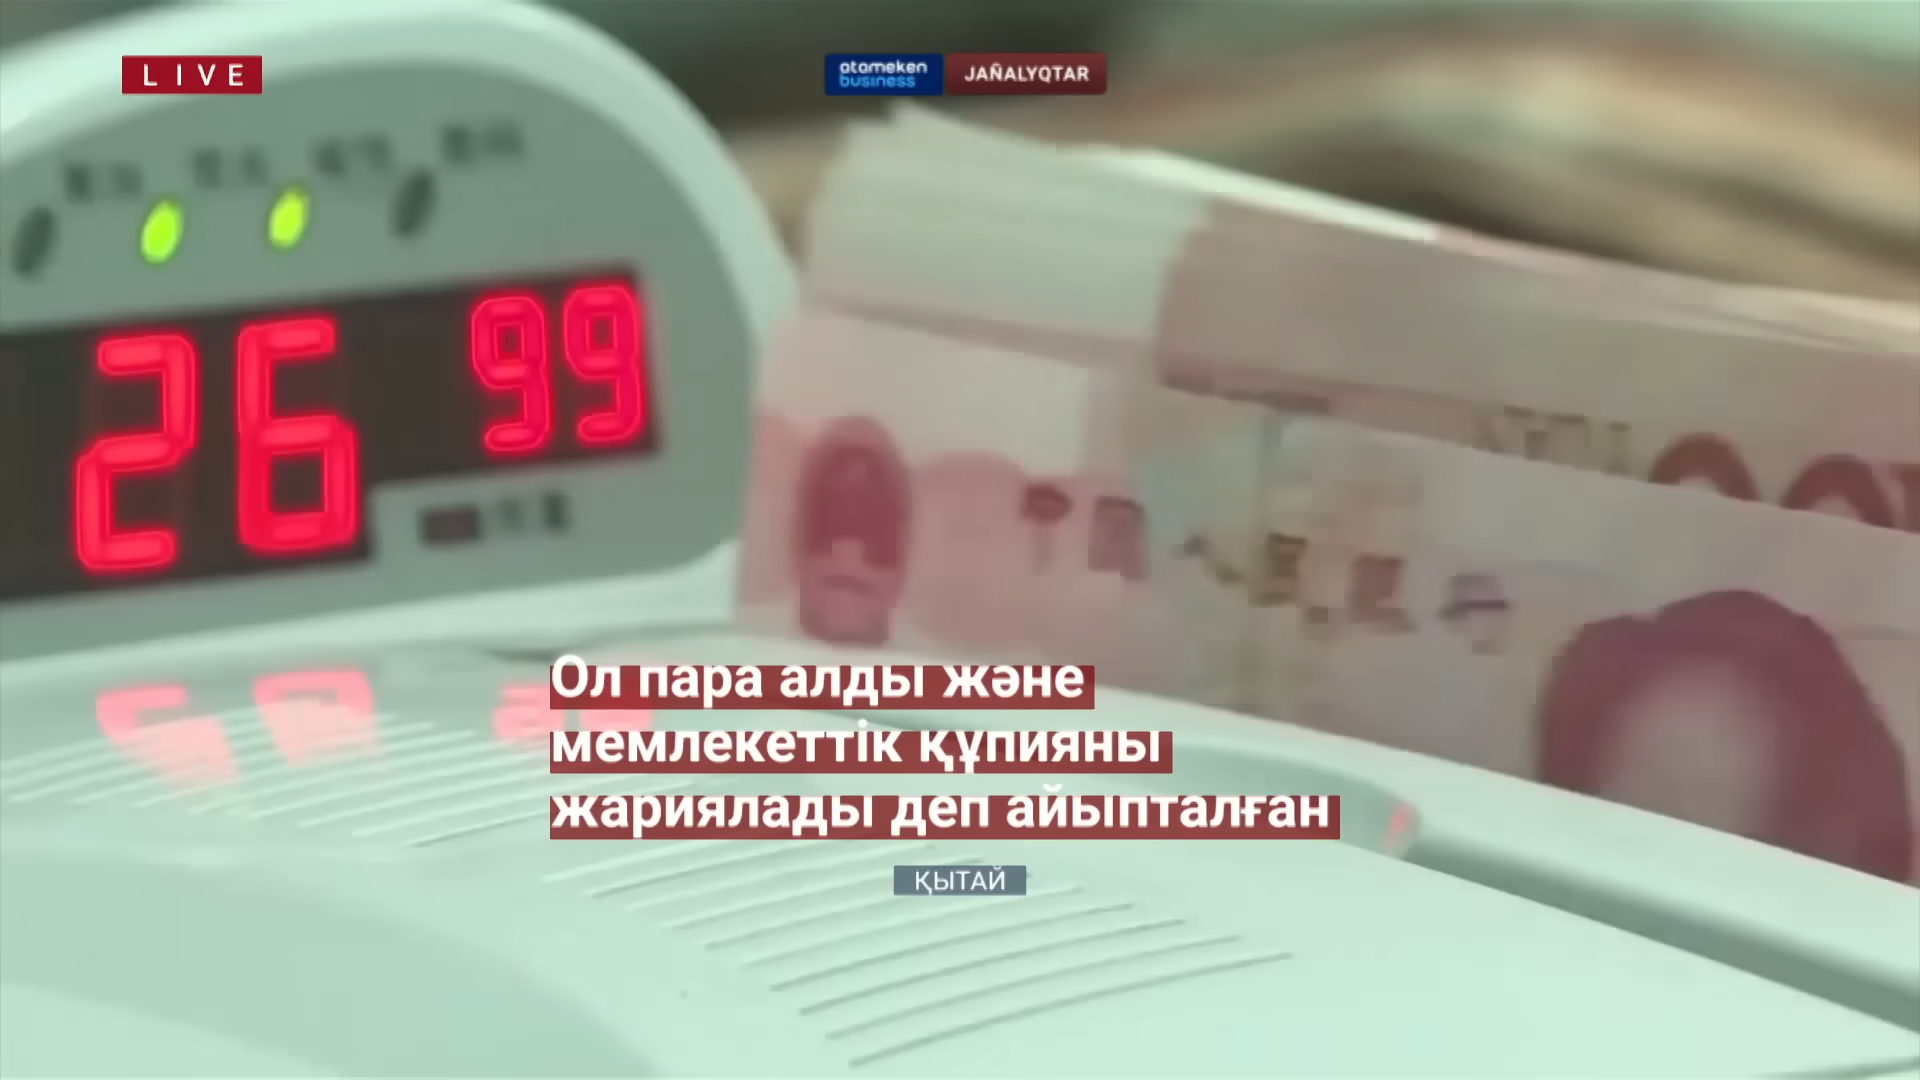 LIVE
atameken
business
JAÑALYQTAR
26
99
Ол пара алды және
мемлекеттік құпияны
жариялады деп айыпталған
ҚЫТАЙ